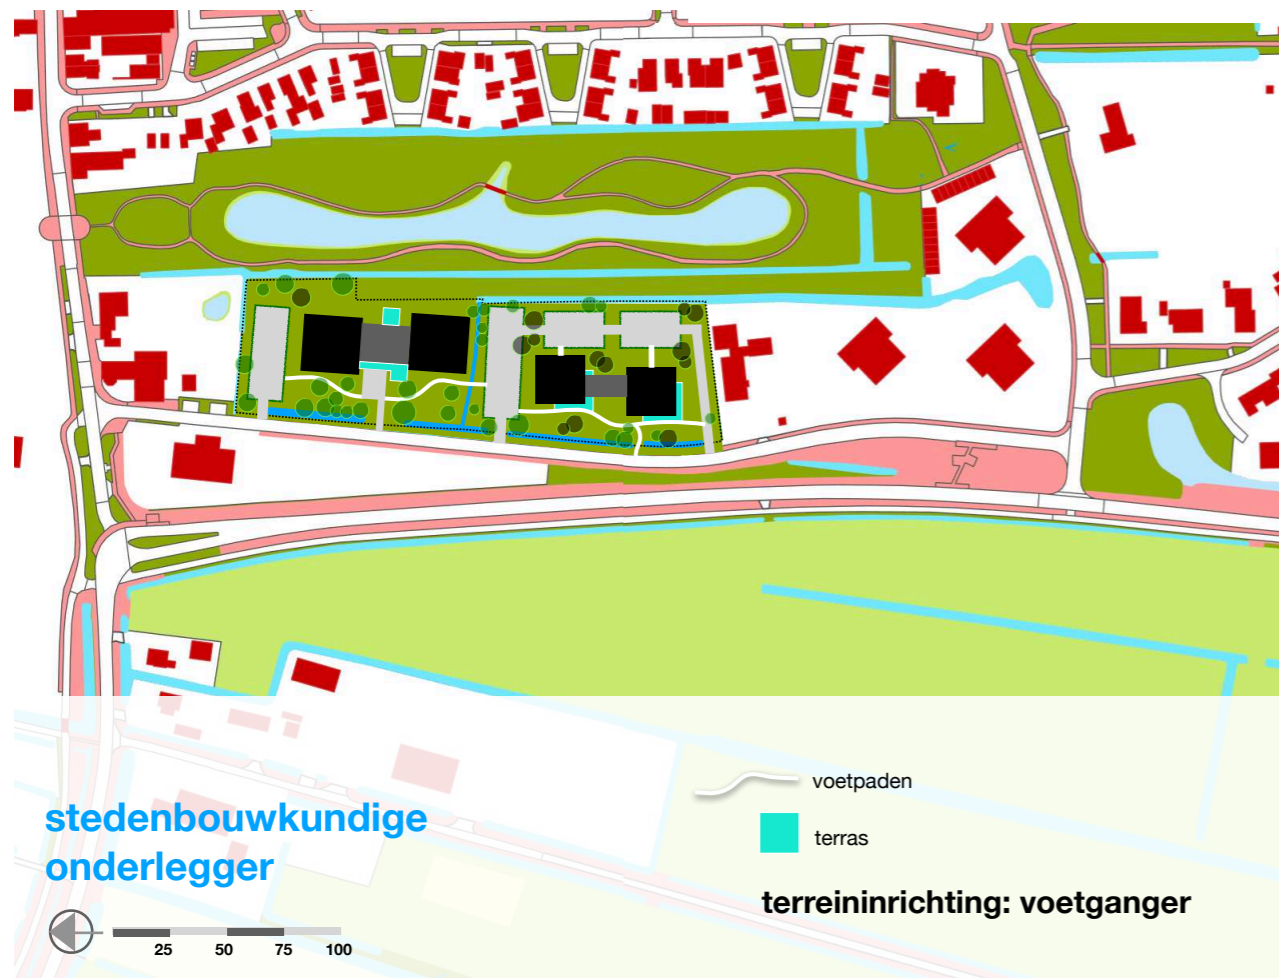 stedenbouwkundige
onderlegger
25 50 75 100
voetpaden
terras
terreininrichting: voetganger